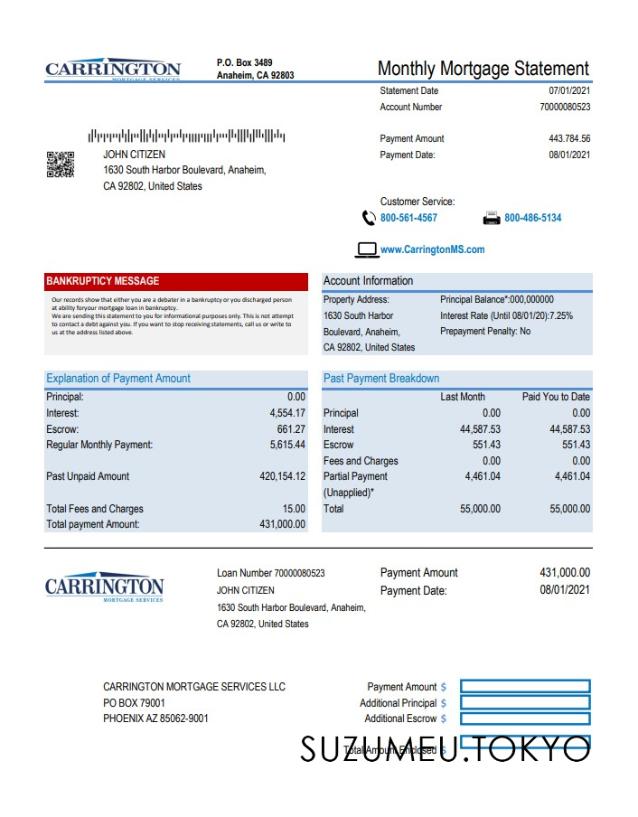 CARRINGTON
MORTGAGE SERVICES
P.O. Box 3489
Anaheim, CA 92803
Monthly Mortgage Statement
Statement Date 07/01/2021
Account Number 70000080523
Payment Amount 443.784.56
Payment Date: 08/01/2021
JOHN CITIZEN
1630 South Harbor Boulevard, Anaheim,
CA 92802, United States
Customer Service:
800-561-4567 800-486-5134
www.CarringtonMS.com
BANKRUPTICY MESSAGE
Our records show that either you are a debater in a bankruptcy or you discharged person
at ability foryour mortgage loan in bankruptcy.
We are sending this statement to you for informational purposes only. This is not attempt
to contact a debt against you. If you want to stop receiving statements, call us or write to
us at the address listed above.
Account Information
Property Address: Principal Balance*:000,000000
1630 South Harbor Interest Rate (Until 08/01/20):7.25%
Boulevard, Anaheim, Prepayment Penalty: No
CA 92802, United States
Explanation of Payment Amount
Principal: 0.00
Interest: 4,554.17
Escrow: 661.27
Regular Monthly Payment: 5,615.44
Past Unpaid Amount 420,154.12
Total Fees and Charges 15.00
Total payment Amount: 431,000.00
Past Payment Breakdown
Last Month Paid You to Date
Principal 0.00 0.00
Interest 44,587.53 44,587.53
Escrow 551.43 551.43
Fees and Charges 0.00 0.00
Partial Payment 4,461.04 4,461.04
(Unapplied)*
Total 55,000.00 55,000.00
CARRINGTON
MORTGAGE SERVICES
Loan Number 70000080523
JOHN CITIZEN
1630 South Harbor Boulevard, Anaheim,
CA 92802, United States
Payment Amount 431,000.00
Payment Date: 08/01/2021
CARRINGTON MORTGAGE SERVICES LLC
PO BOX 79001
PHOENIX AZ 85062-9001
Payment Amount $
Additional Principal $
Additional Escrow $
Total Amount Enclosed $
SUZUMEU.TOKYO